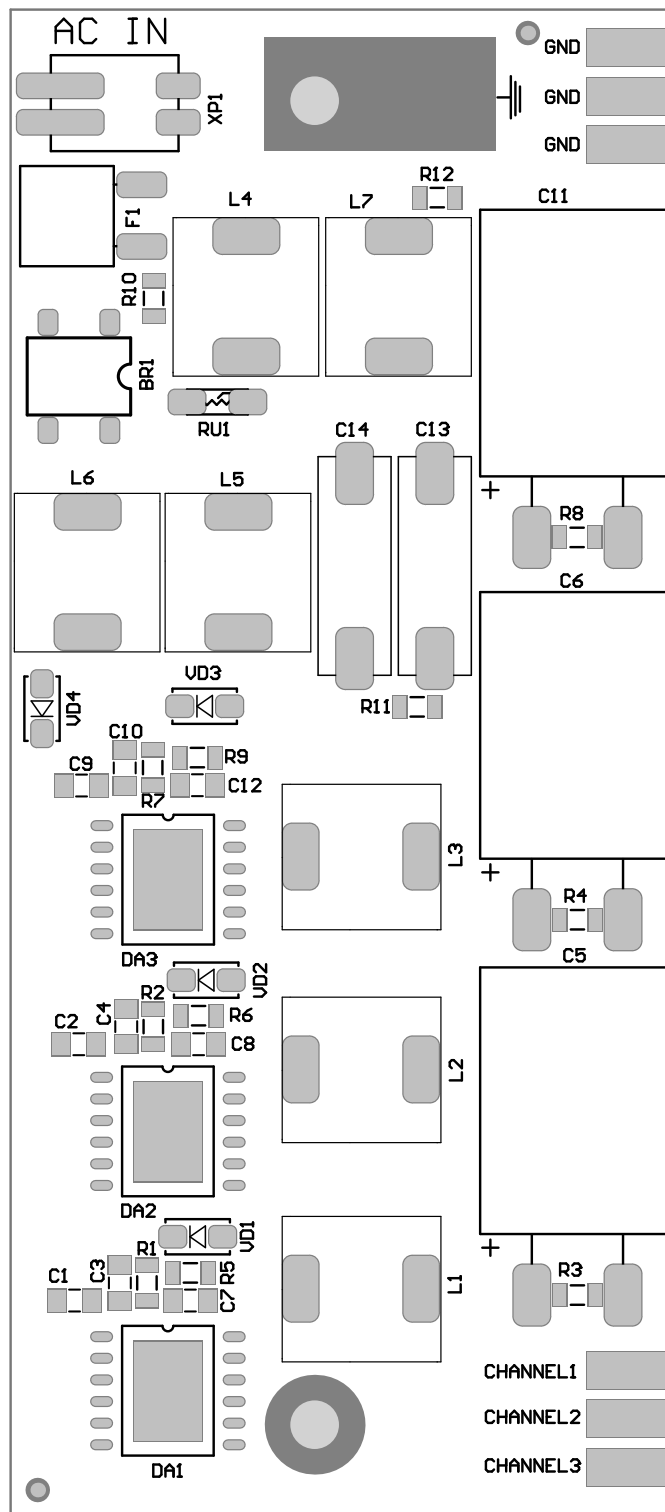 AC IN
GND
XP1
GND
GND
R12
L4
L7
C11
F1
R10
BR1
RU1
C14
C13
L6
L5
+
R8
C6
VD3
VD4
R11
C10
C9
R9
C12
R7
L3
+
R4
DA3
C5
VD2
R2
C4
R6
C2
C8
L2
DA2
VD1
+
R1
C3
R5
C1
C7
L1
R3
CHANNEL1
CHANNEL2
CHANNEL3
DA1